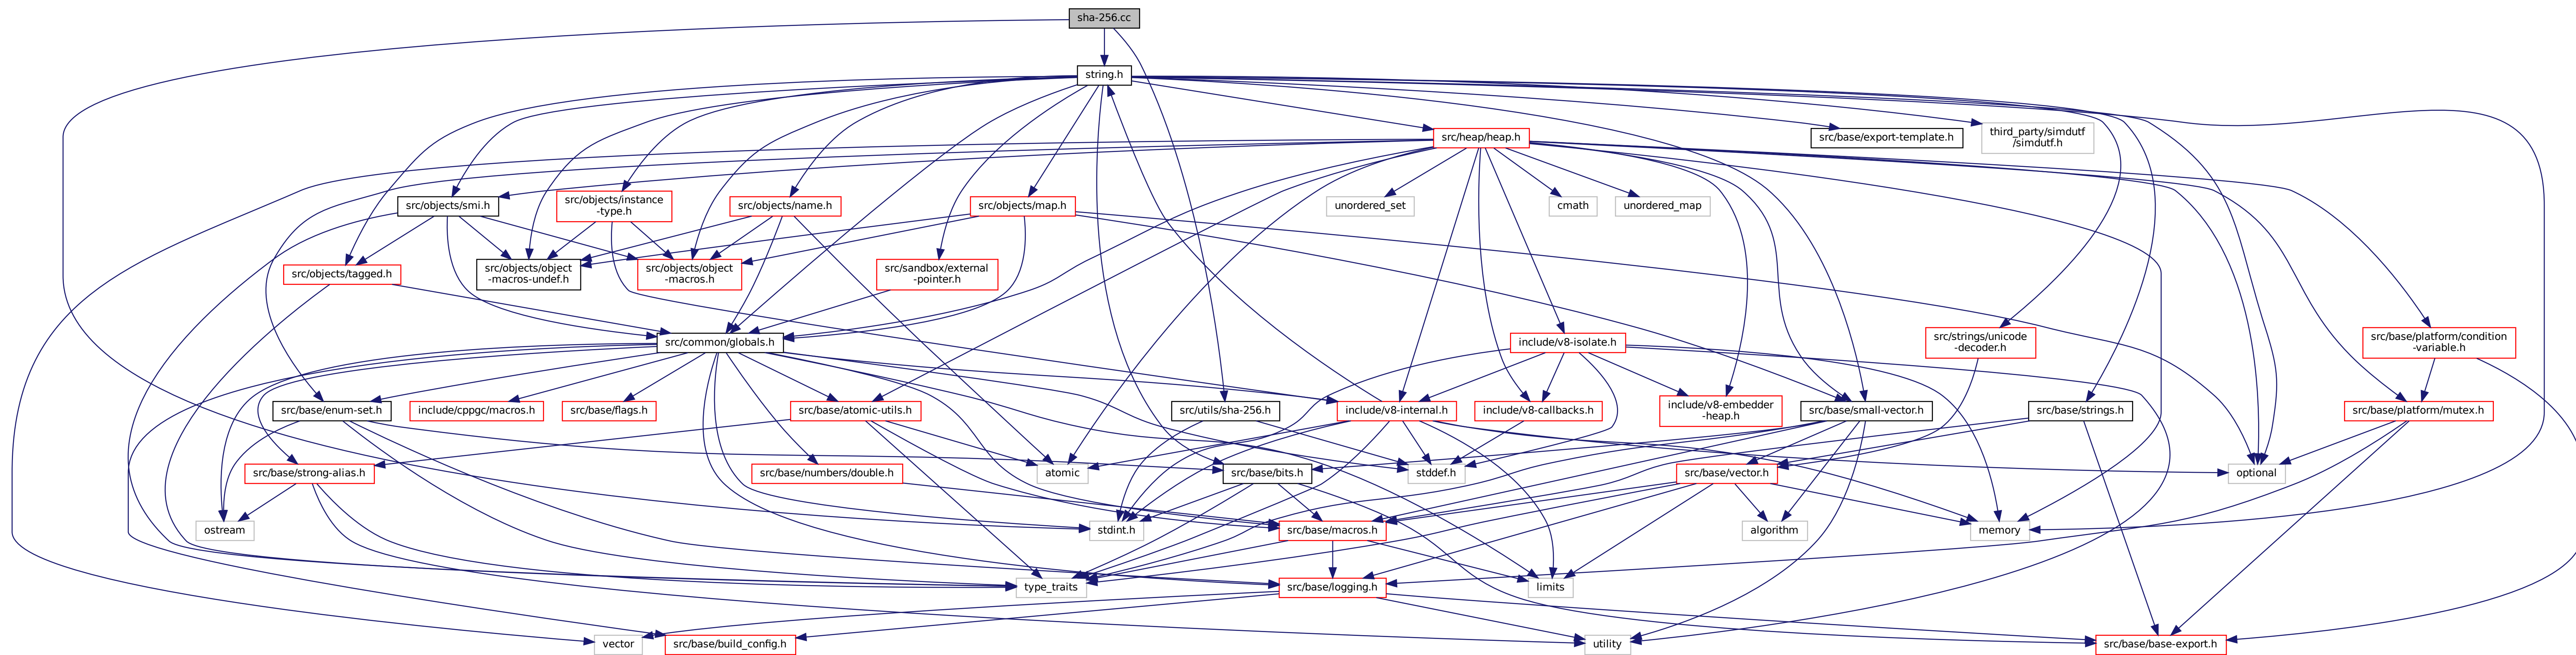 sha-256.cc
string.h
src/heap/heap.h
src/base/export-template.h
third_party/simdutf
/simdutf.h
src/objects/smi.h
src/objects/instance
-type.h
src/objects/name.h
src/objects/map.h
unordered_set
cmath
unordered_map
src/objects/tagged.h
src/objects/object
-macros-undef.h
src/objects/object
-macros.h
src/sandbox/external
-pointer.h
src/common/globals.h
include/v8-isolate.h
src/strings/unicode
-decoder.h
src/base/platform/condition
-variable.h
src/base/enum-set.h
include/cppgc/macros.h
src/base/flags.h
src/base/atomic-utils.h
src/utils/sha-256.h
include/v8-internal.h
include/v8-callbacks.h
include/v8-embedder
-heap.h
src/base/small-vector.h
src/base/strings.h
src/base/platform/mutex.h
src/base/strong-alias.h
src/base/numbers/double.h
atomic
src/base/bits.h
stddef.h
src/base/vector.h
optional
ostream
stdint.h
src/base/macros.h
algorithm
memory
type_traits
src/base/logging.h
limits
vector
src/base/build_config.h
utility
src/base/base-export.h